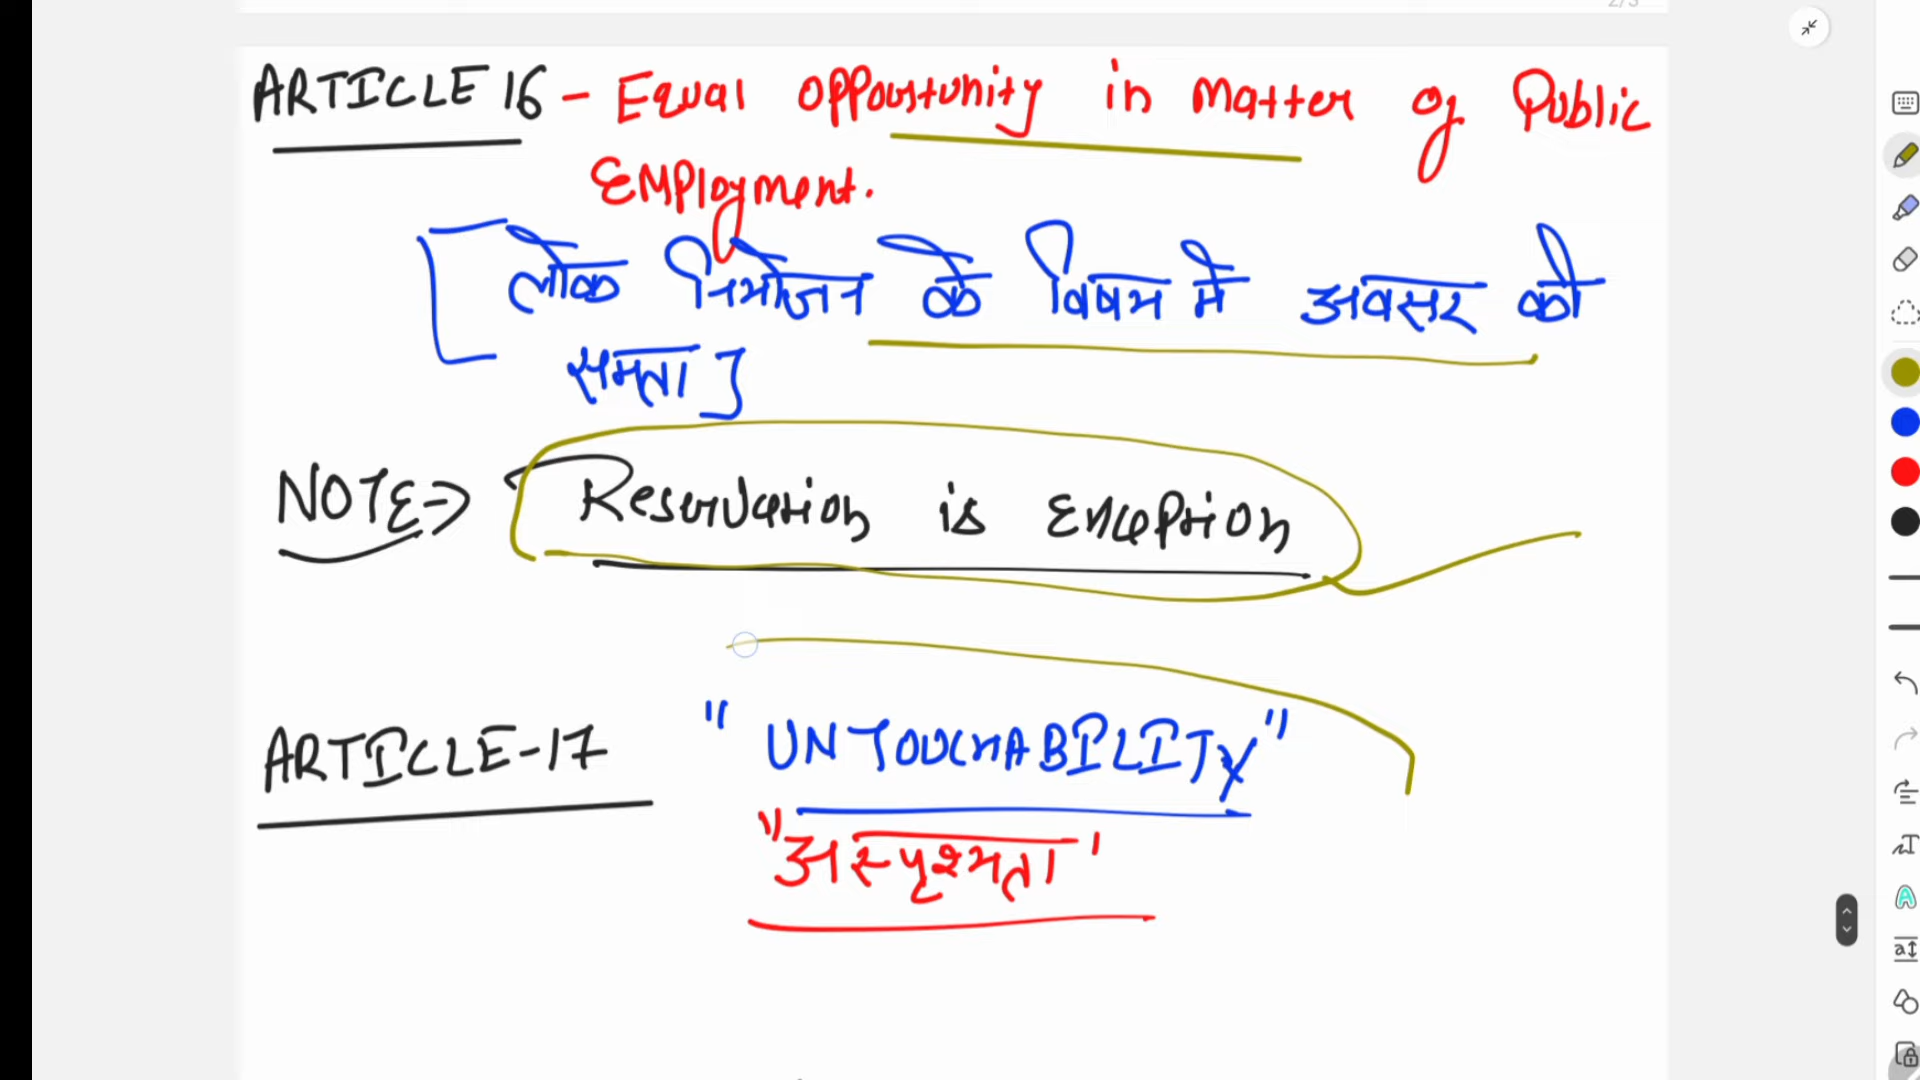 ARTICLE 16 - Equal opportunity in matter of Public
Employment.
[लोक नियोजन के विषय में अवसर की
समता]
NOTE => Reservation is Exception
ARTICLE-17 "UNTOUCHABILITY"
"अस्पृश्यता'